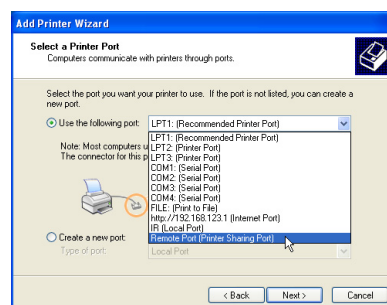 Add Printer Wizard
Select a Printer Port
Computers communicate with printers through ports.
Select the port you want your printer to use. If the port is not listed, you can create a
new port.
Use the following port: LPT1: (Recommended Printer Port)
LPT1: (Recommended Printer Port)
LPT2: (Printer Port)
LPT3: (Printer Port)
COM1: (Serial Port)
COM2: (Serial Port)
COM3: (Serial Port)
COM4: (Serial Port)
FILE: (Print to File)
http://192.168.123.1 (Internet Port)
IR (Local Port)
Remote Port (Printer Sharing Port)
Note: Most computers u
The connector for this p
Create a new port:
Type of port: Local Port
< Back Next > Cancel